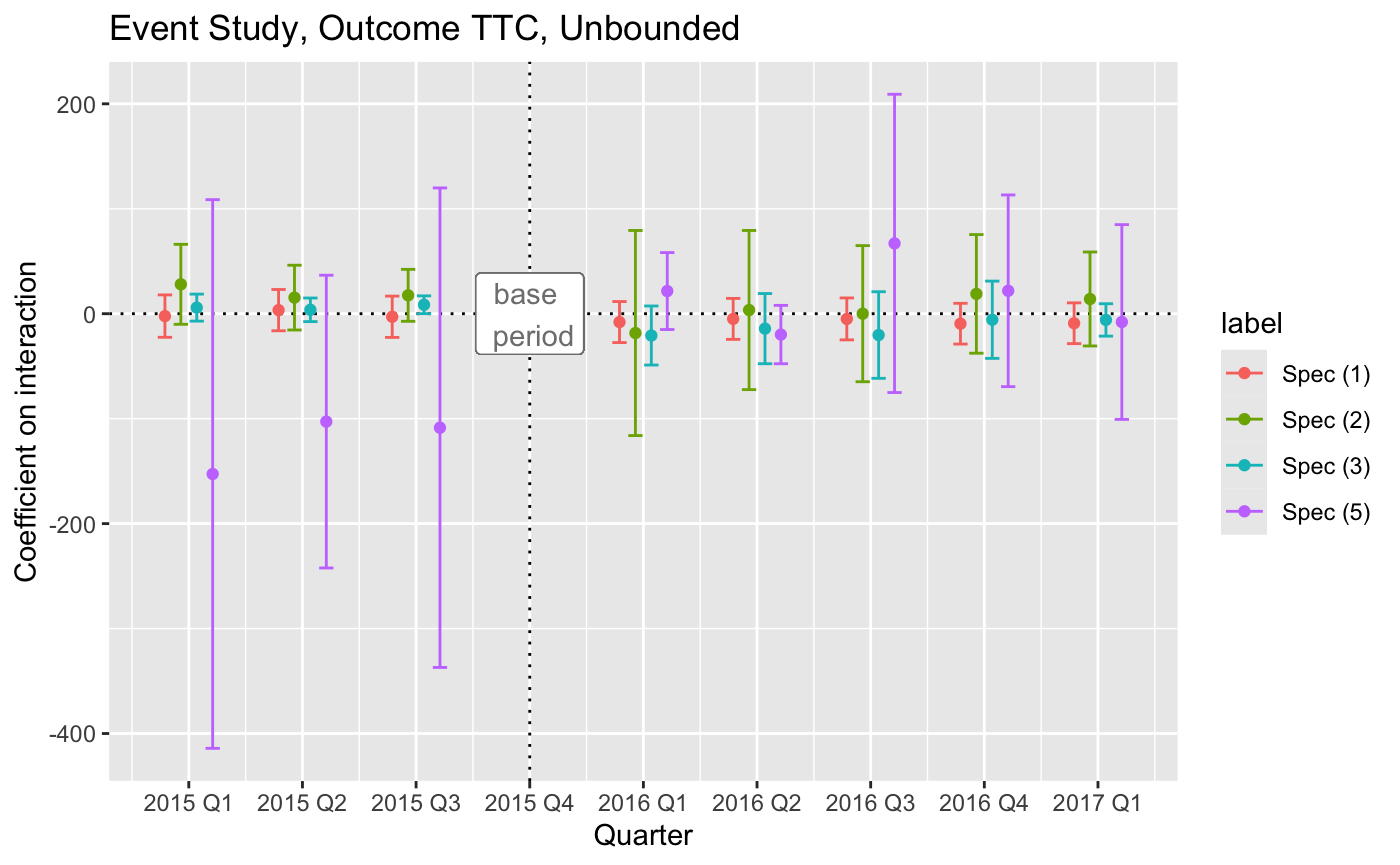 Event Study, Outcome TTC, Unbounded
Coefficient on interaction
200
0
-200
-400
base
period
2015 Q1 2015 Q2 2015 Q3 2015 Q4 2016 Q1 2016 Q2 2016 Q3 2016 Q4 2017 Q1
Quarter
label
Spec (1)
Spec (2)
Spec (3)
Spec (5)